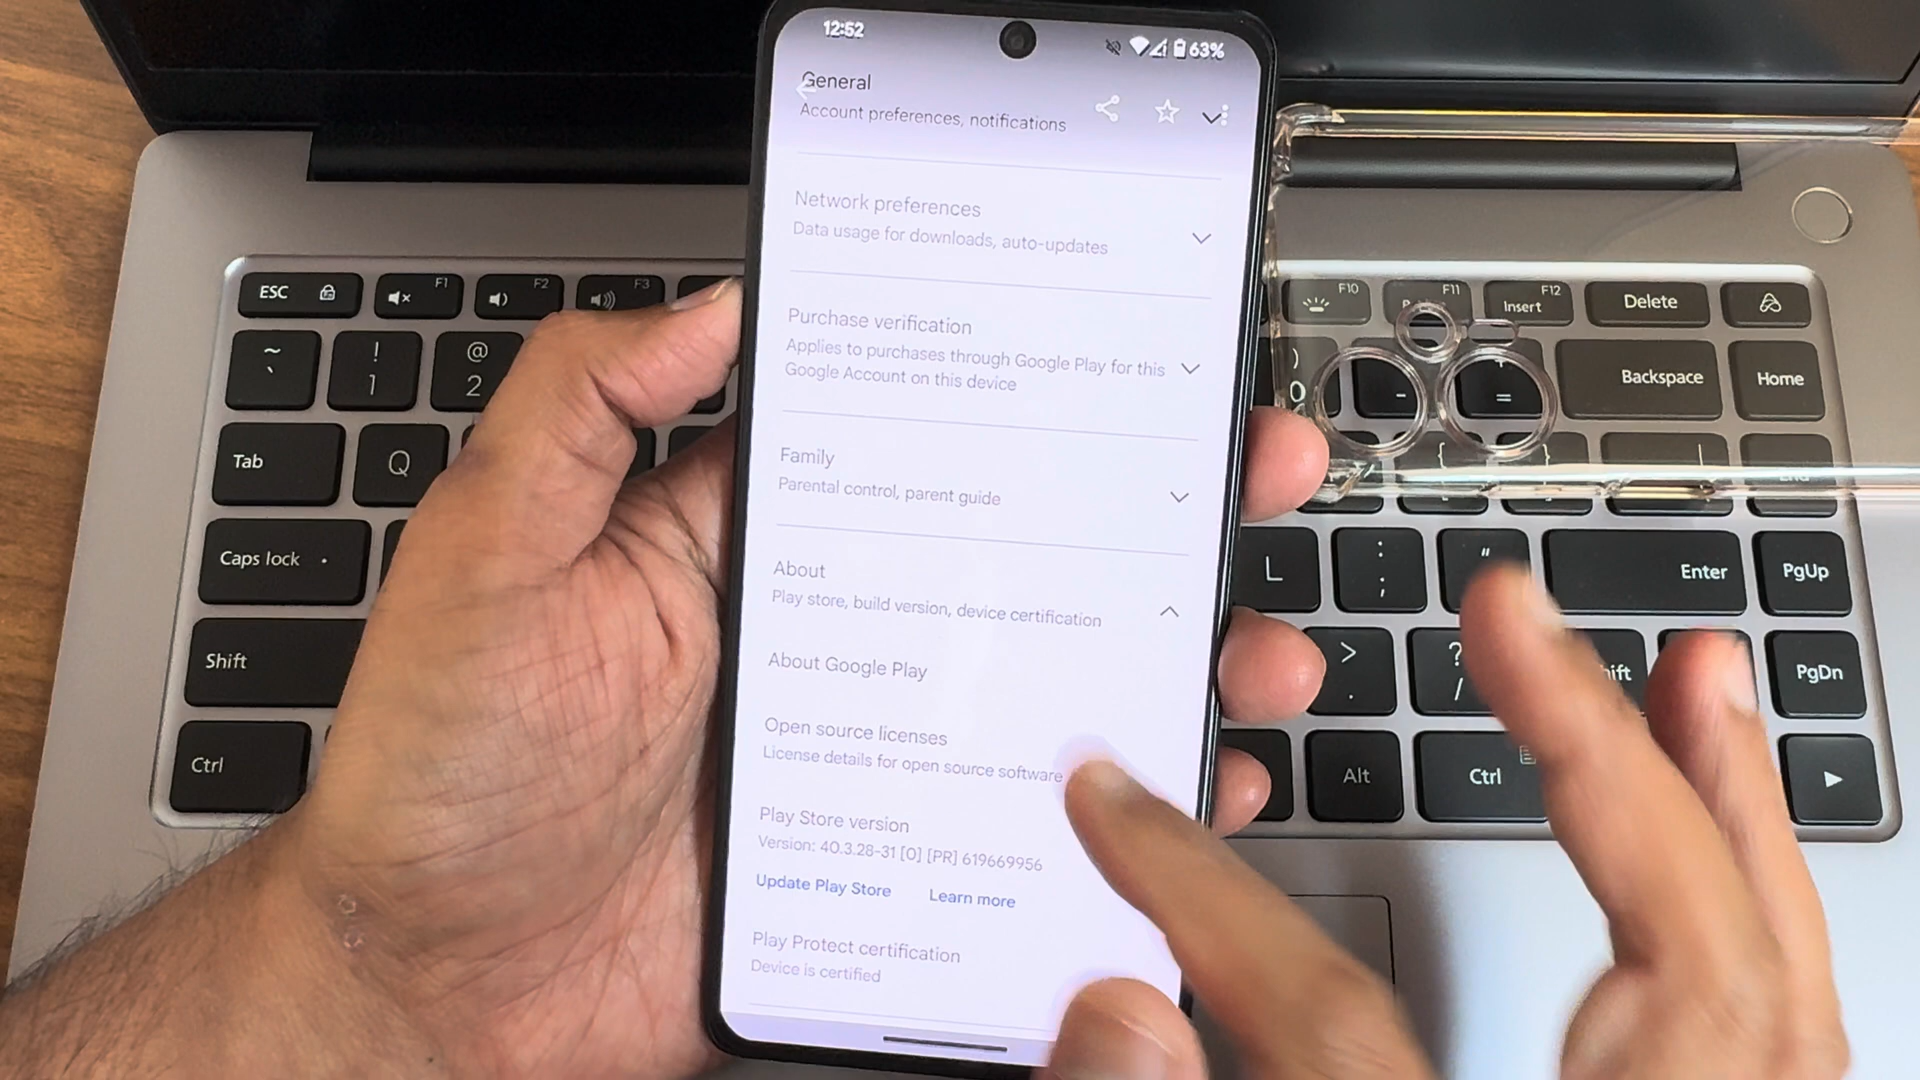 12:52
63%
General
Account preferences, notifications
Network preferences
Data usage for downloads, auto-updates
Purchase verification
Applies to purchases through Google Play for this
Google Account on this device
Family
Parental control, parent guide
About
Play store, build version, device certification
About Google Play
Open source licenses
License details for open source software
Play Store version
Version: 40.3.28-31 [0] [PR] 619669956
Update Play Store
Learn more
Play Protect certification
Device is certified
ESC
F1
F2
F3
F10
F11
Insert
F12
Delete
~
`
!
1
@
2
)
0
-
+
=
Backspace
Home
Tab
Q
{
}
|
End
Caps lock
L
:
;
"
Enter
PgUp
Shift
>
.
?
/
PgDn
Ctrl
Alt
Ctrl